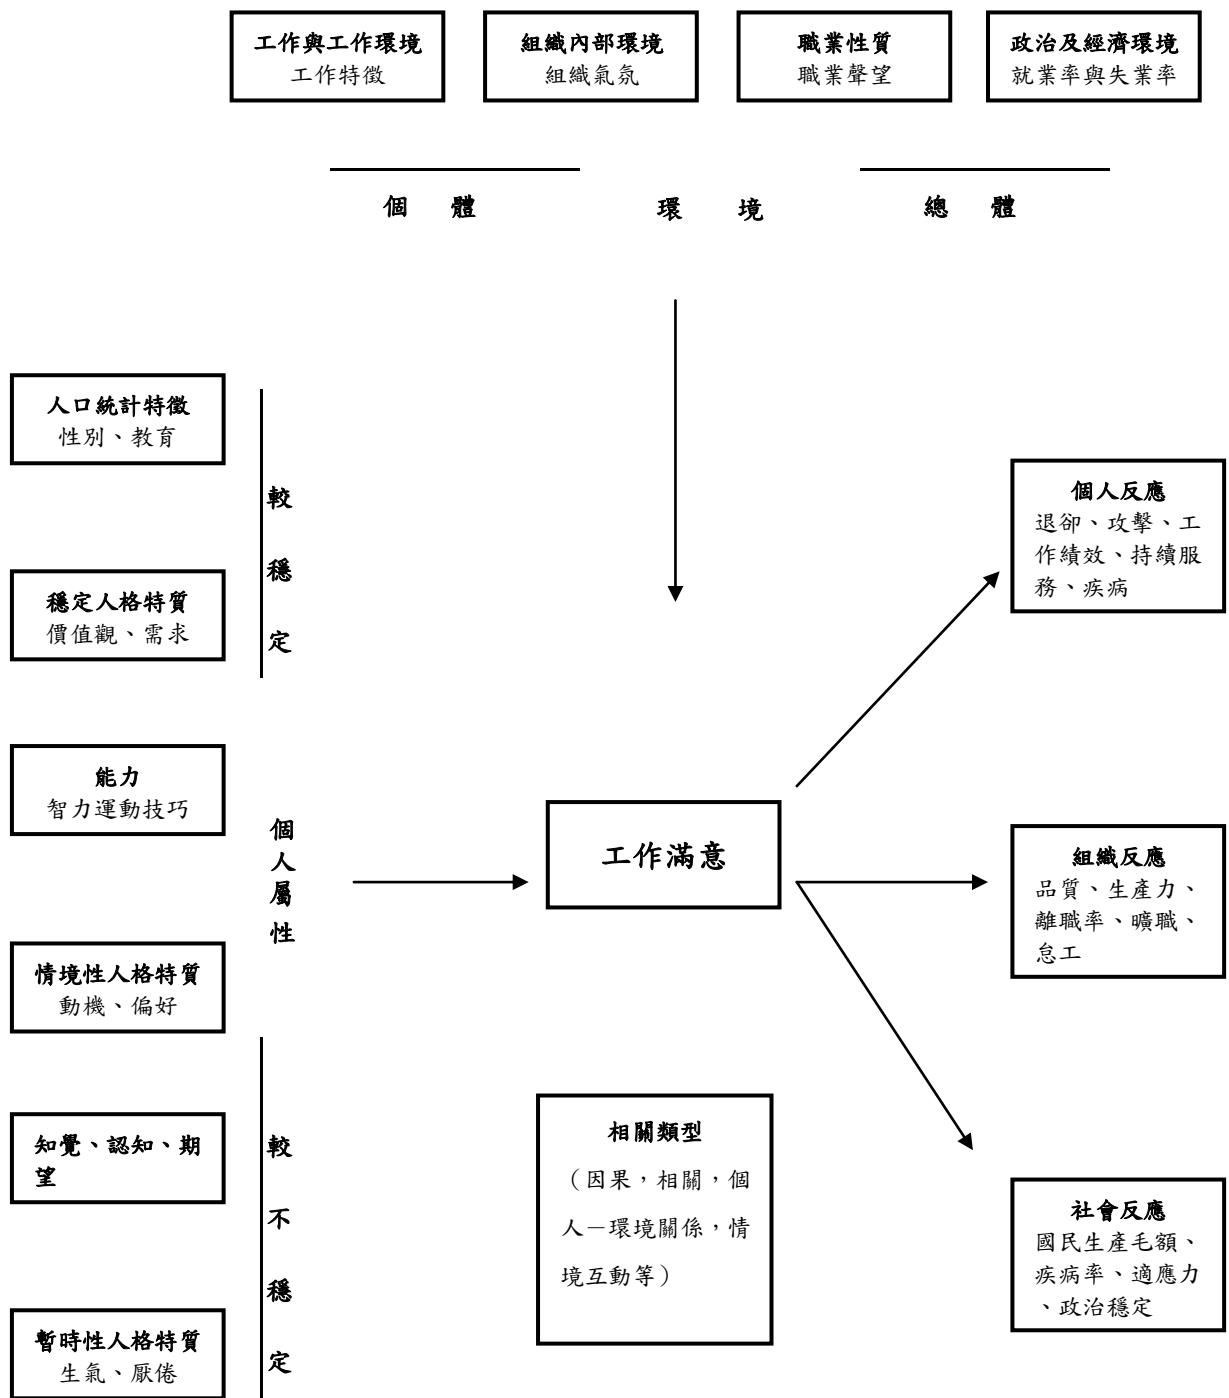 工作與工作環境
工作特徵
組織內部環境
組織氣氛
職業性質
職業聲望
政治及經濟環境
就業率與失業率
個體
環境
總體
人口統計特徵
性別、教育
穩定人格特質
價值觀、需求
較穩定
能力
智力運動技巧
個人屬性
情境性人格特質
動機、偏好
知覺、認知、期
望
暫時性人格特質
生氣、厭倦
較不穩定
工作滿意
相關類型
（因果，相關，個
人－環境關係，情
境互動等）
個人反應
退卻、攻擊、工
作績效、持續服
務、疾病
組織反應
品質、生產力、
離職率、曠職、
怠工
社會反應
國民生產毛額、
疾病率、適應力
、政治穩定